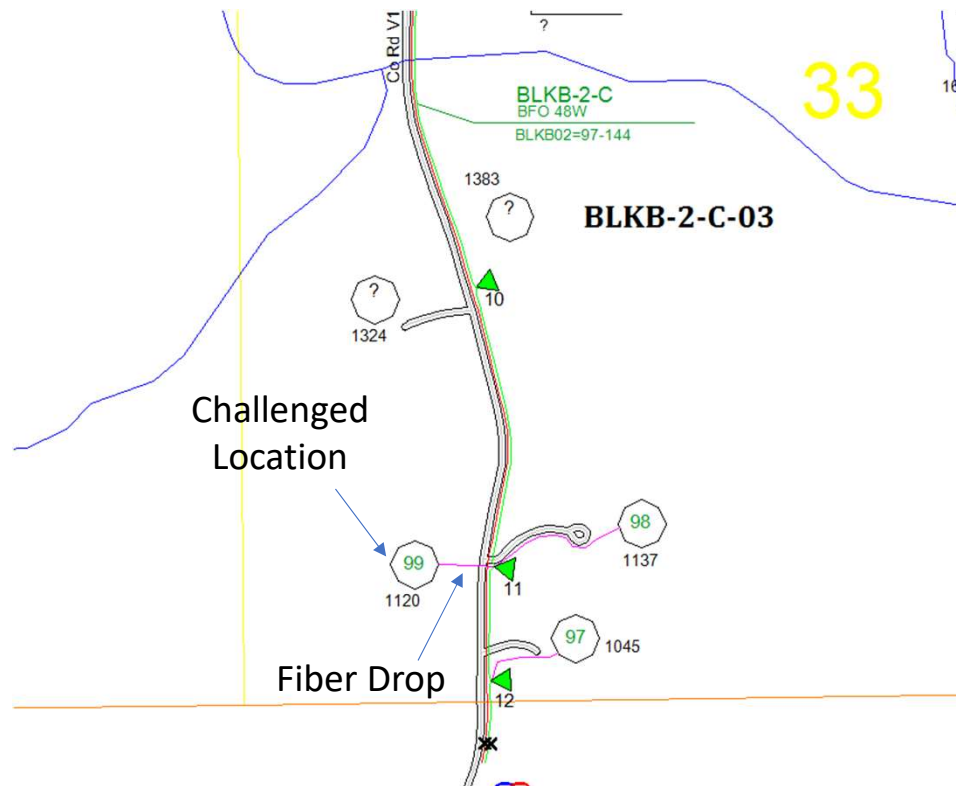 ?
Co Rd V1
33
16
BLKB-2-C
BFO 48W
BLKB02=97-144
1383
?
BLKB-2-C-03
?
10
1324
Challenged
Location
98
99
1137
11
1120
97
1045
Fiber Drop
12